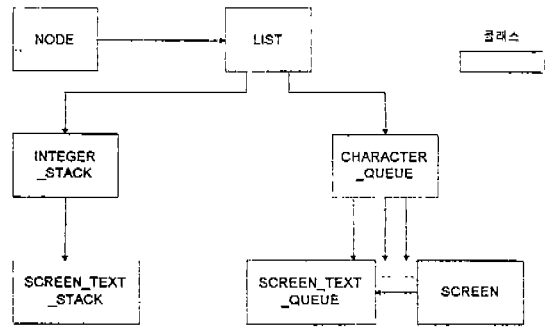 NODE
LIST
클래스
INTEGER
_STACK
CHARACTER
_QUEUE
SCREEN_TEXT
_STACK
SCREEN_TEXT
_QUEUE
SCREEN